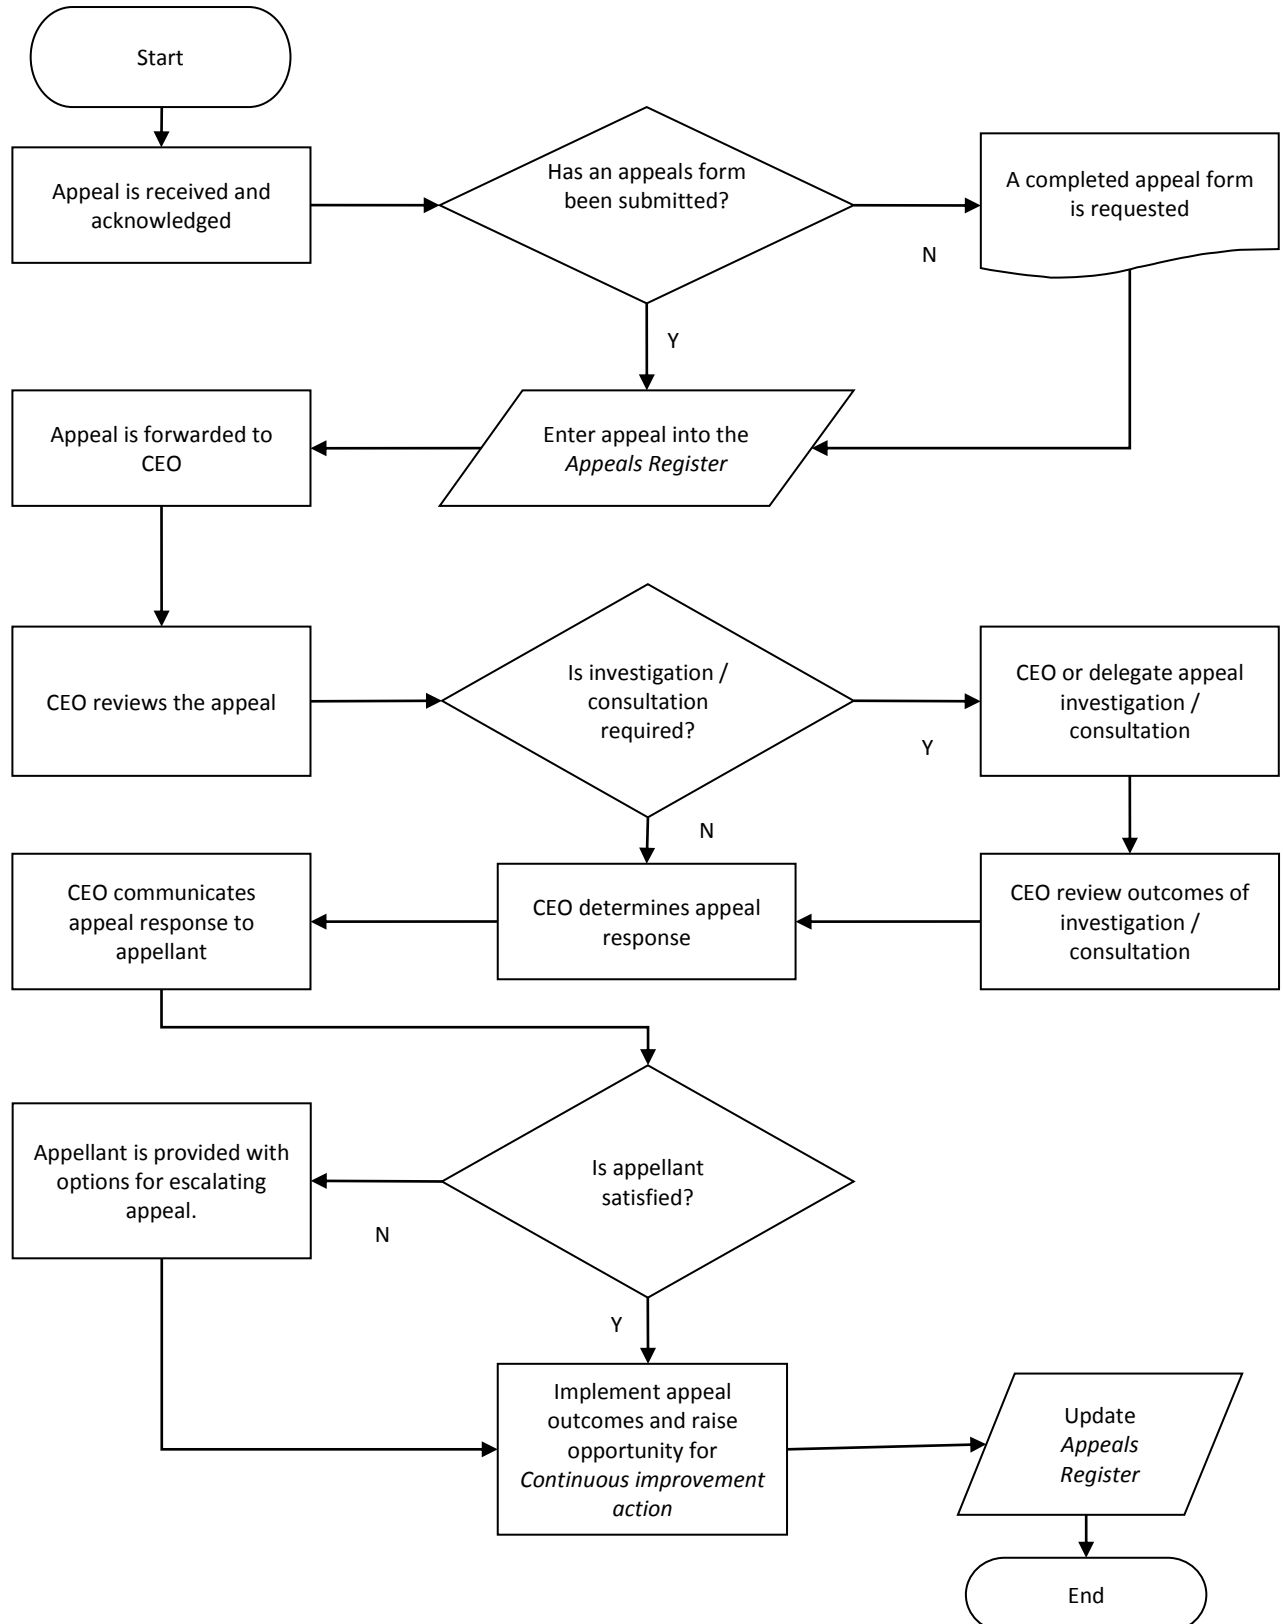 Start
Appeal is received and
acknowledged
Has an appeals form
been submitted?
A completed appeal form
is requested
N
Y
Appeal is forwarded to
CEO
Enter appeal into the
Appeals Register
CEO reviews the appeal
Is investigation /
consultation
required?
CEO or delegate appeal
investigation /
consultation
Y
N
CEO communicates
appeal response to
appellant
CEO determines appeal
response
CEO review outcomes of
investigation /
consultation
Appellant is provided with
options for escalating
appeal.
Is appellant
satisfied?
N
Y
Implement appeal
outcomes and raise
opportunity for
Continuous improvement
action
Update
Appeals
Register
End